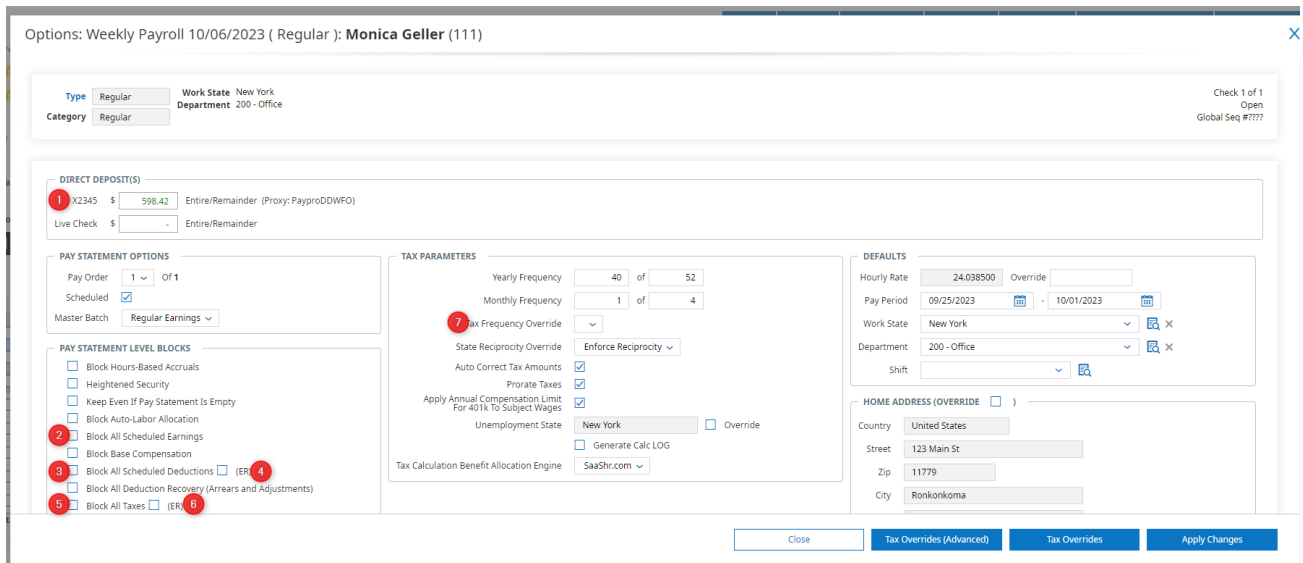 Options: Weekly Payroll 10/06/2023 ( Regular ): Monica Geller (111)
X
Type Regular
Category Regular
Work State New York
Department 200 - Office
Check 1 of 1
Open
Global Seq #????
DIRECT DEPOSIT(S)
1 X2345 $ 598.42 Entire/Remainder (Proxy: PayproDDWFO)
Live Check $ - Entire/Remainder
PAY STATEMENT OPTIONS
Pay Order 1 Of 1
Scheduled
Master Batch Regular Earnings
PAY STATEMENT LEVEL BLOCKS
Block Hours-Based Accruals
Heightened Security
Keep Even If Pay Statement Is Empty
Block Auto-Labor Allocation
2 Block All Scheduled Earnings
Block Base Compensation
3 Block All Scheduled Deductions (ER) 4
Block All Deduction Recovery (Arrears and Adjustments)
5 Block All Taxes (ER) 6
TAX PARAMETERS
Yearly Frequency 40 of 52
Monthly Frequency 1 of 4
7 Tax Frequency Override
State Reciprocity Override Enforce Reciprocity
Auto Correct Tax Amounts
Prorate Taxes
Apply Annual Compensation Limit
For 401k To Subject Wages
Unemployment State New York Override
Generate Calc LOG
Tax Calculation Benefit Allocation Engine SaaShr.com
DEFAULTS
Hourly Rate 24.038500 Override
Pay Period 09/25/2023 - 10/01/2023
Work State New York
Department 200 - Office
Shift
HOME ADDRESS (OVERRIDE )
Country United States
Street 123 Main St
Zip 11779
City Ronkonkoma
Close Tax Overrides (Advanced) Tax Overrides Apply Changes